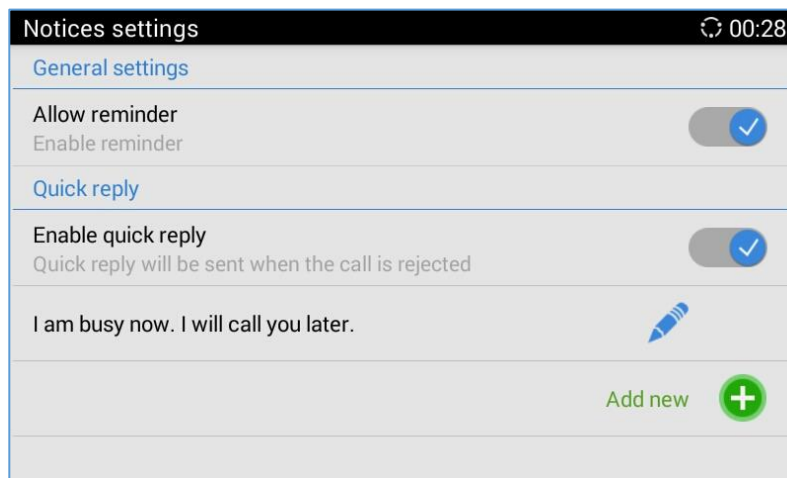 Notices settings 00:28
General settings
Allow reminder
Enable reminder
Quick reply
Enable quick reply
Quick reply will be sent when the call is rejected
I am busy now. I will call you later.
Add new